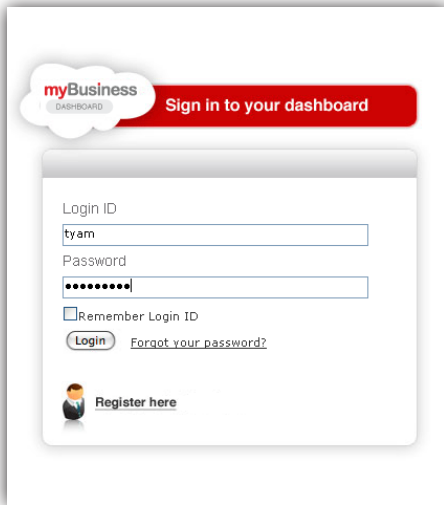 myBusiness
DASHBOARD
Sign in to your dashboard
Login ID
tyam
Password
●●●●●●●●●
Remember Login ID
Login Forgot your password?
Register here